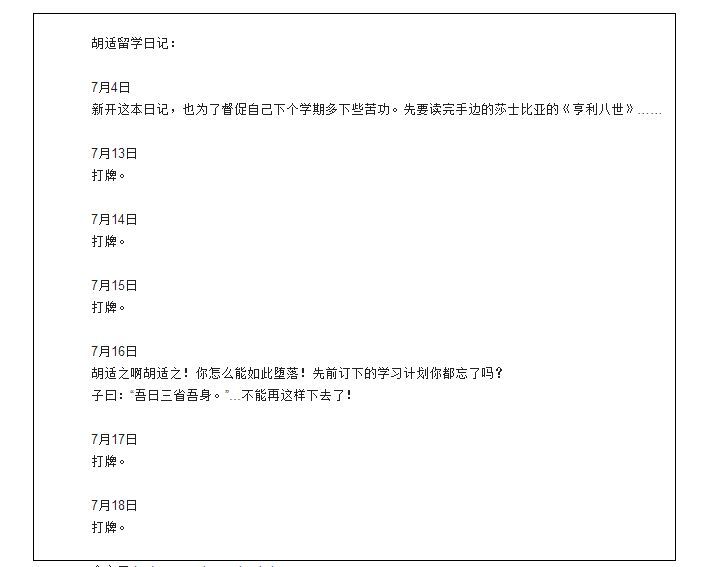 胡适留学日记：
7月4日
新开这本日记，也为了督促自己下个学期多下些苦功。先要读完手边的莎士比亚的《亨利八世》……
7月13日
打牌。
7月14日
打牌。
7月15日
打牌。
7月16日
胡适之啊胡适之！你怎么能如此堕落！先前订下的学习计划你都忘了吗？
子曰：“吾日三省吾身。”…不能再这样下去了！
7月17日
打牌。
7月18日
打牌。